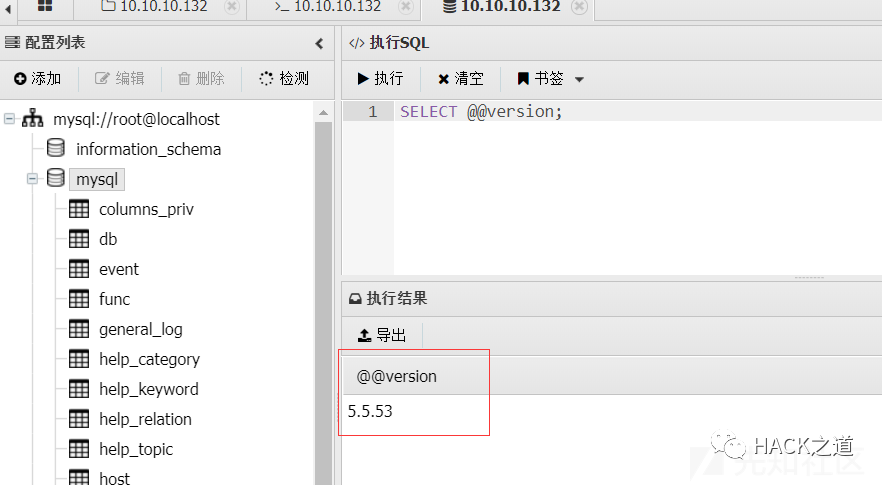 10.10.10.132
10.10.10.132
10.10.10.132
配置列表
添加
编辑
删除
检测
mysql://root@localhost
information_schema
mysql
columns_priv
db
event
func
general_log
help_category
help_keyword
help_relation
help_topic
host
执行SQL
执行
清空
书签
1 SELECT @@version;
执行结果
导出
@@version
5.5.53
HACK之道
先知社区